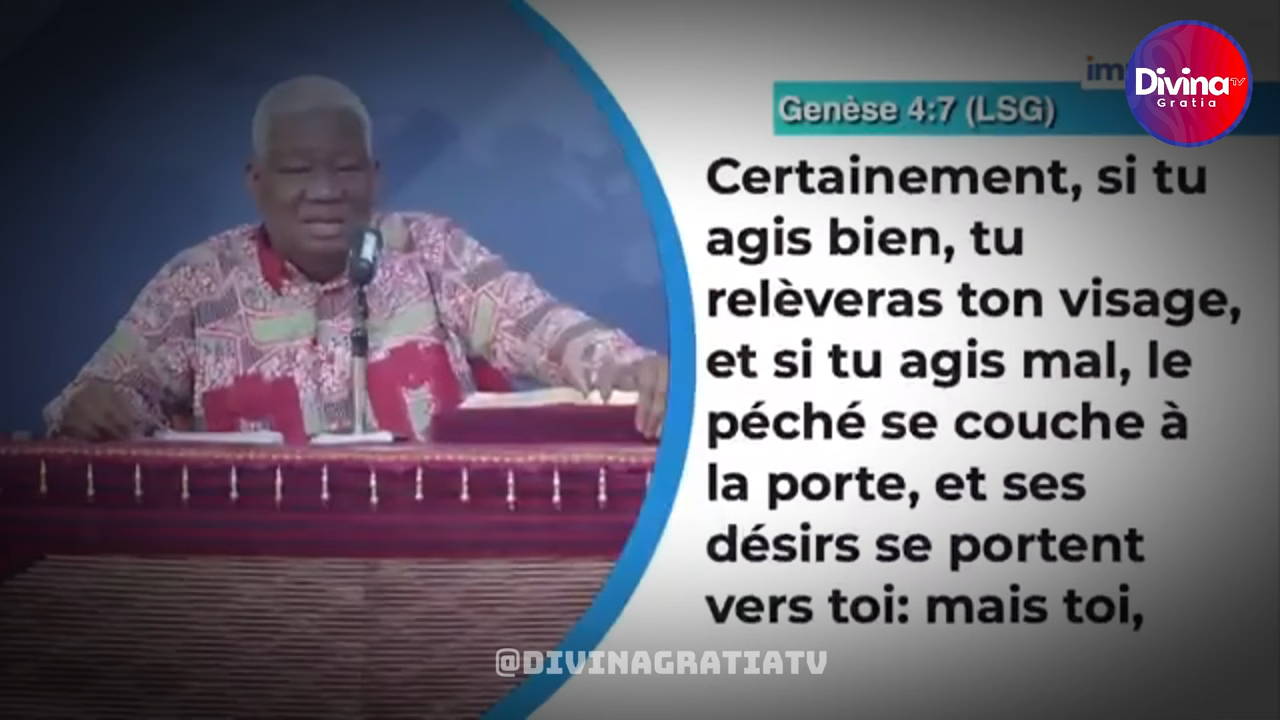 Divina TV
Gratia
Genèse 4:7 (LSG)
Certainement, si tu
agis bien, tu
relèveras ton visage,
et si tu agis mal, le
péché se couche à
la porte, et ses
désirs se portent
vers toi: mais toi,
@DIVINAGRATIATV